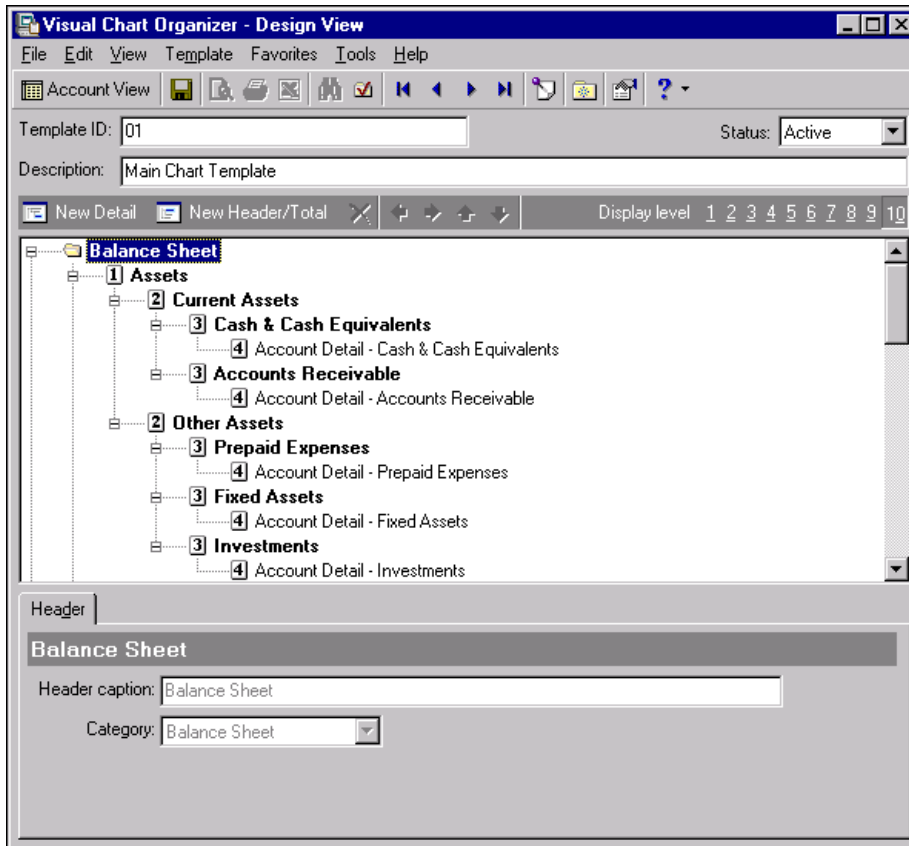 Visual Chart Organizer - Design View
File Edit View Template Favorites Tools Help
Account View
Template ID: 01 Status: Active
Description: Main Chart Template
New Detail New Header/Total Display level 1 2 3 4 5 6 7 8 9 10
Balance Sheet
1 Assets
2 Current Assets
3 Cash & Cash Equivalents
4 Account Detail - Cash & Cash Equivalents
3 Accounts Receivable
4 Account Detail - Accounts Receivable
2 Other Assets
3 Prepaid Expenses
4 Account Detail - Prepaid Expenses
3 Fixed Assets
4 Account Detail - Fixed Assets
3 Investments
4 Account Detail - Investments
Header
Balance Sheet
Header caption: Balance Sheet
Category: Balance Sheet